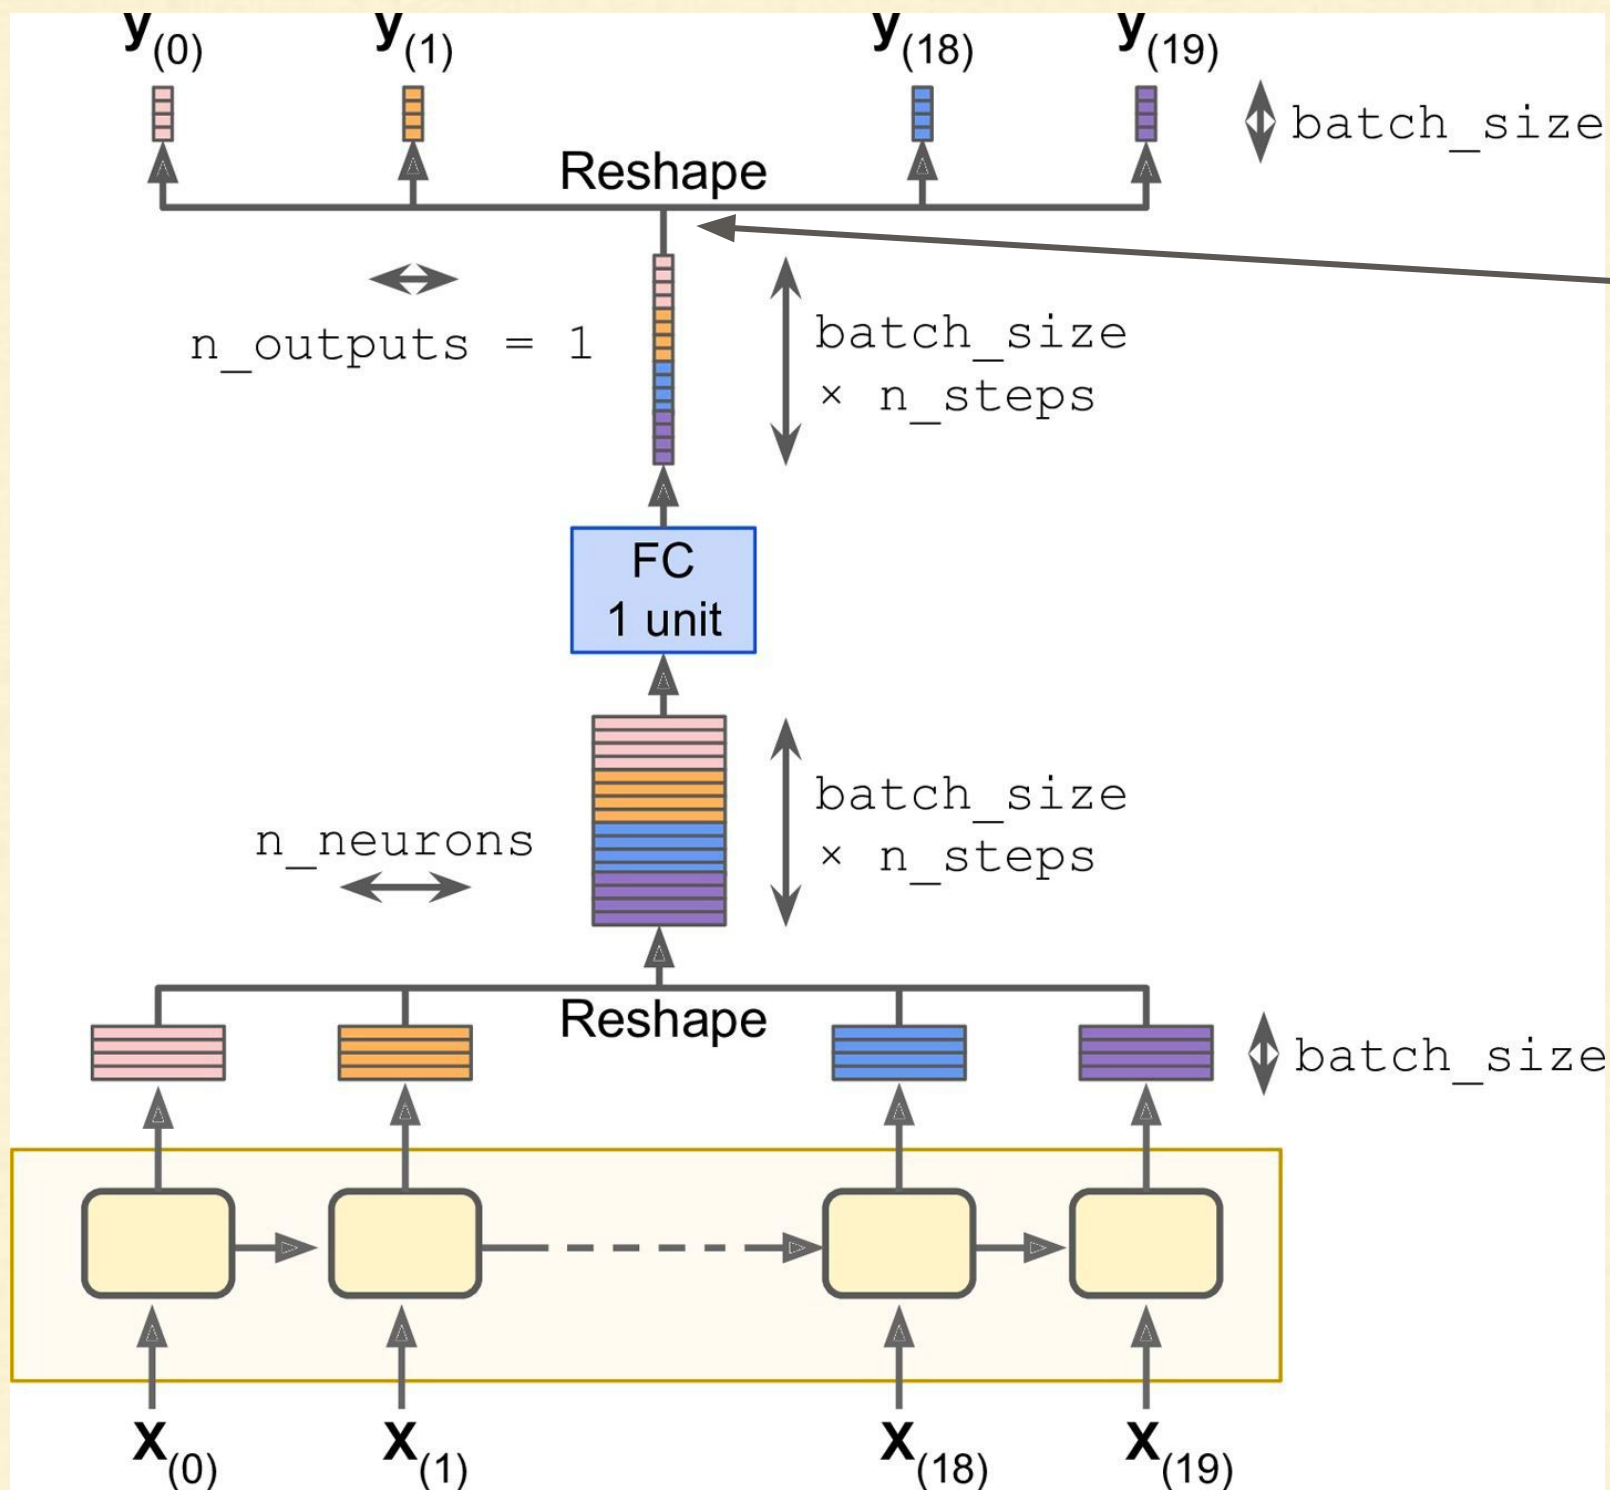 y(0) y(1) y(18) y(19)
batch_size
Reshape
n_outputs = 1
batch_size
× n_steps
FC
1 unit
n_neurons
batch_size
× n_steps
Reshape
batch_size
X(0) X(1) X(18) X(19)